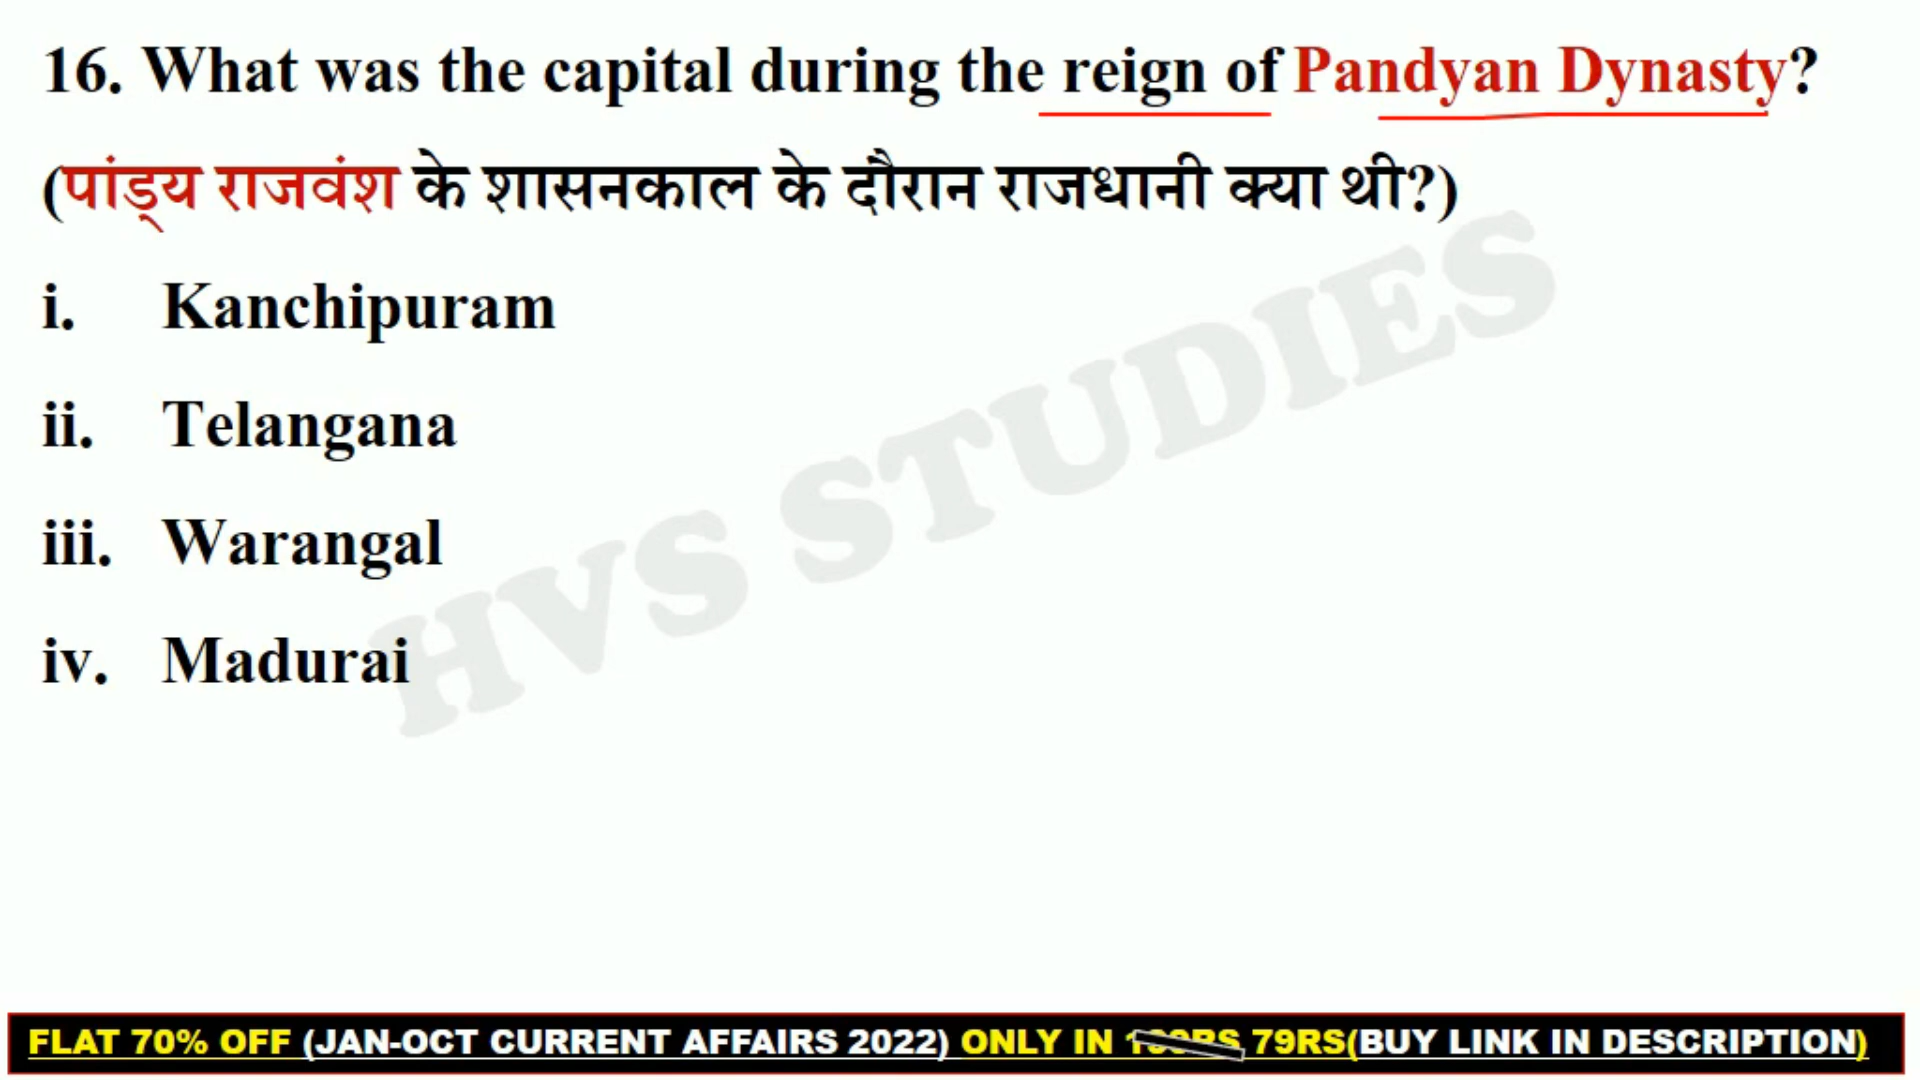 16. What was the capital during the reign of Pandyan Dynasty?
(पांड्य राजवंश के शासनकाल के दौरान राजधानी क्या थी?)
i. Kanchipuram
ii. Telangana
iii. Warangal
iv. Madurai
HVS STUDIES
FLAT 70% OFF (JAN-OCT CURRENT AFFAIRS 2022) ONLY IN 79RS(BUY LINK IN DESCRIPTION)